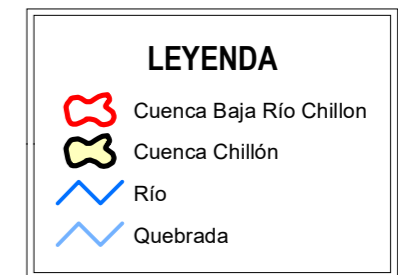 LEYENDA
Cuenca Baja Río Chillon
Cuenca Chillón
Río
Quebrada